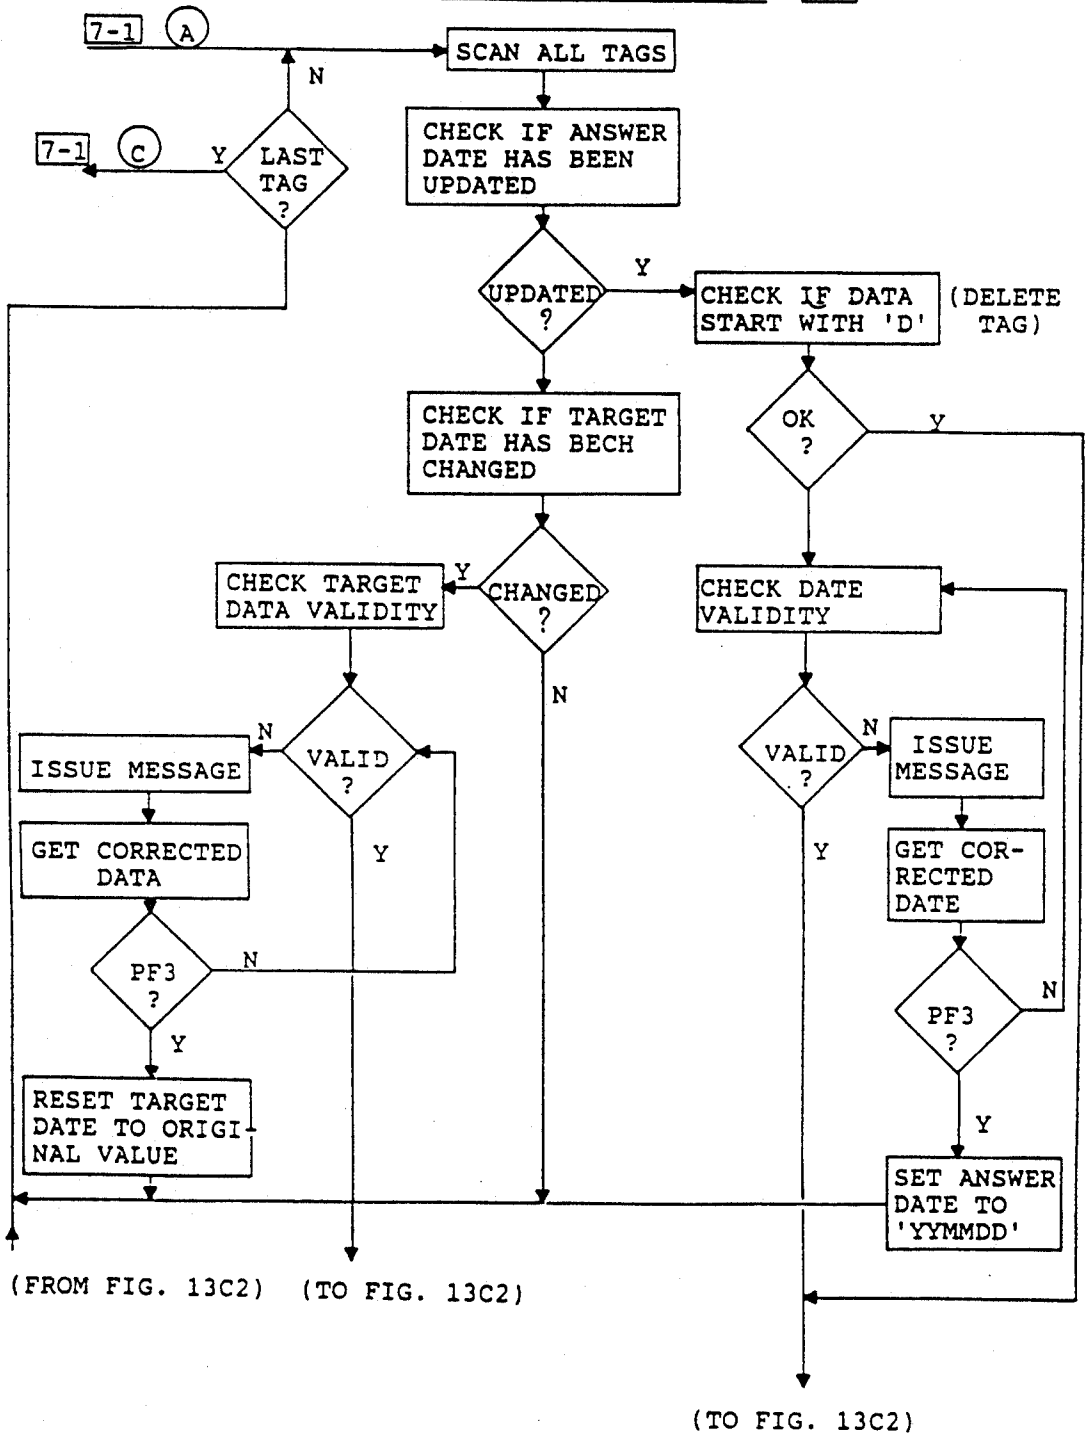 7-1 A
SCAN ALL TAGS
N
CHECK IF ANSWER
DATE HAS BEEN
UPDATED
7-1 C Y
LAST
TAG
?
UPDATED
?
Y
CHECK IF DATA
START WITH 'D'
(DELETE
TAG)
CHECK IF TARGET
DATE HAS BECH
CHANGED
OK
?
Y
CHECK TARGET
DATA VALIDITY
Y
CHANGED
?
CHECK DATE
VALIDITY
N
N
VALID
?
ISSUE MESSAGE
VALID
?
N
ISSUE
MESSAGE
GET CORRECTED
DATA
Y
Y
GET COR-
RECTED
DATE
PF3
?
N
PF3
?
N
Y
RESET TARGET
DATE TO ORIGI-
NAL VALUE
Y
SET ANSWER
DATE TO
'YYMMDD'
(FROM FIG. 13C2) (TO FIG. 13C2)
(TO FIG. 13C2)